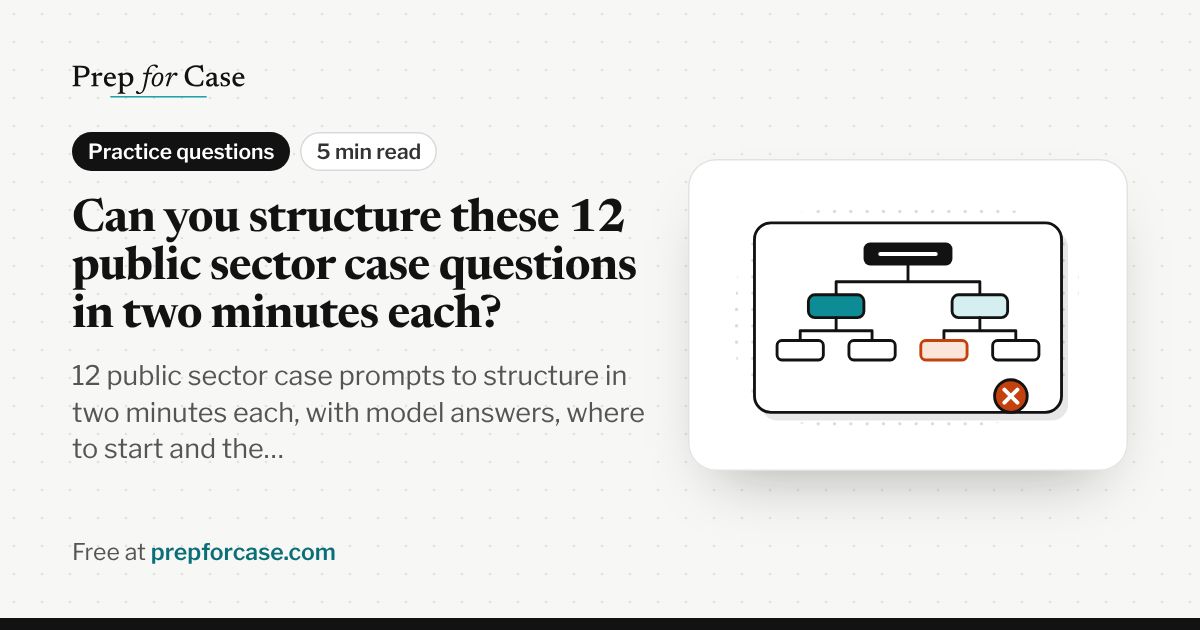 Prep for Case
Practice questions
5 min read
Can you structure these 12
public sector case questions
in two minutes each?
12 public sector case prompts to structure in
two minutes each, with model answers, where
to start and the…
Free at prepforcase.com